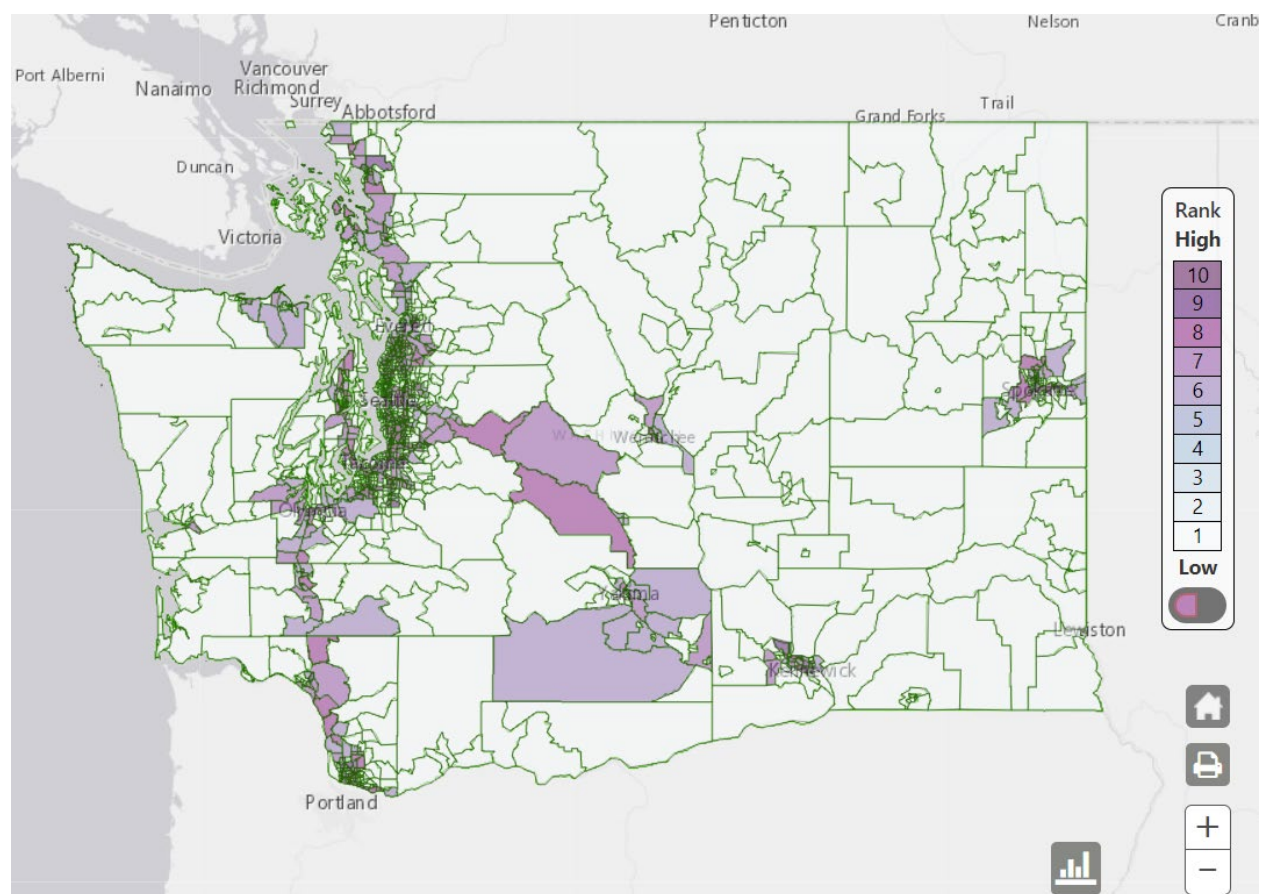 Penticton
Nelson
Cranb
Port Alberni
Vancouver
Nanaimo
Richmond
Surrey
Abbotsford
Trail
Grand Forks
Duncan
Victoria
Everett
Seattle
Spokane
Wenatchee
Tacoma
Olympia
Yakima
Lewiston
Kennewick
Portland
Rank
High
10
9
8
7
6
5
4
3
2
1
Low
+
−